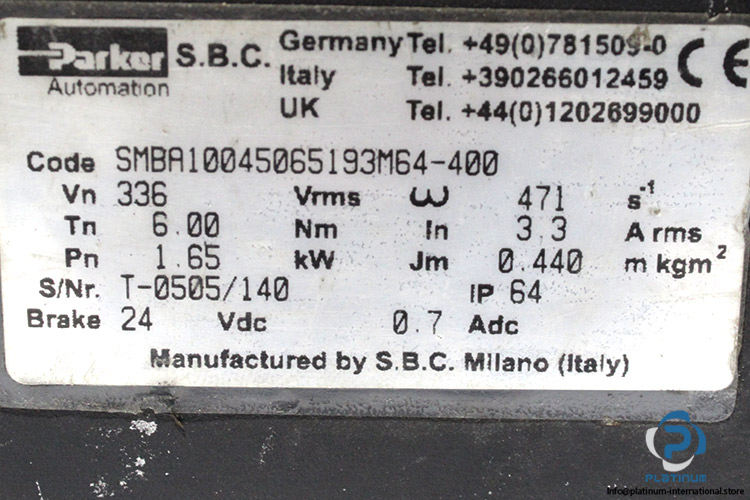 Parker S.B.C. Germany Tel. +49(0)781509-0
Automation Italy Tel. +390266012459
UK Tel. +44(0)1202699000
CE
Code SMBA10045065193M64-400
Vn 336 Vrms ω 471 s⁻¹
Tn 6.00 Nm In 3.3 A rms
Pn 1.65 kW Jm 0.440 m kgm²
S/Nr. T-0505/140 IP 64
Brake 24 Vdc 0.7 Adc
Manufactured by S.B.C. Milano (Italy)
PLATINUM
Info@platinum-international.store